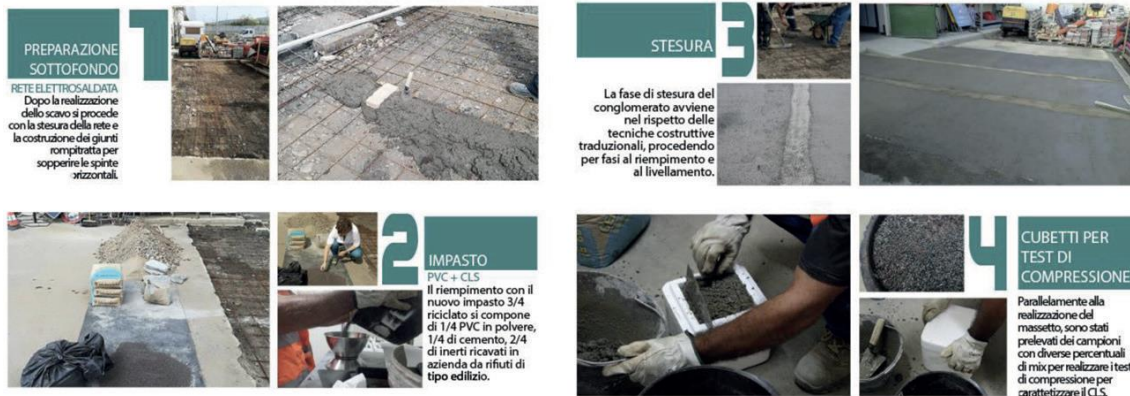 PREPARAZIONE
SOTTOFONDO
1
RETE ELETTROSALDATA
Dopo la realizzazione
dello scavo si procede
con la stesura della rete e
la costruzione dei giunti
rompitratta per
sopperire le spinte
orizzontali.
2
IMPASTO
PVC + CLS
Il riempimento con il
nuovo impasto 3/4
riciclato si compone
di 1/4 PVC in polvere,
1/4 di cemento, 2/4
di inerti ricavati in
azienda da rifiuti di
tipo edilizio.
STESURA
3
La fase di stesura del
conglomerato avviene
nel rispetto delle
tecniche costruttive
traduzionali, procedendo
per fasi al riempimento e
al livellamento.
4
CUBETTI PER
TEST DI
COMPRESSIONE
Parallelamente alla
realizzazione del
massetto, sono stati
prelevati dei campioni
con diverse percentuali
di mix per realizzare i test
di compressione per
carattetizzare il CLS.